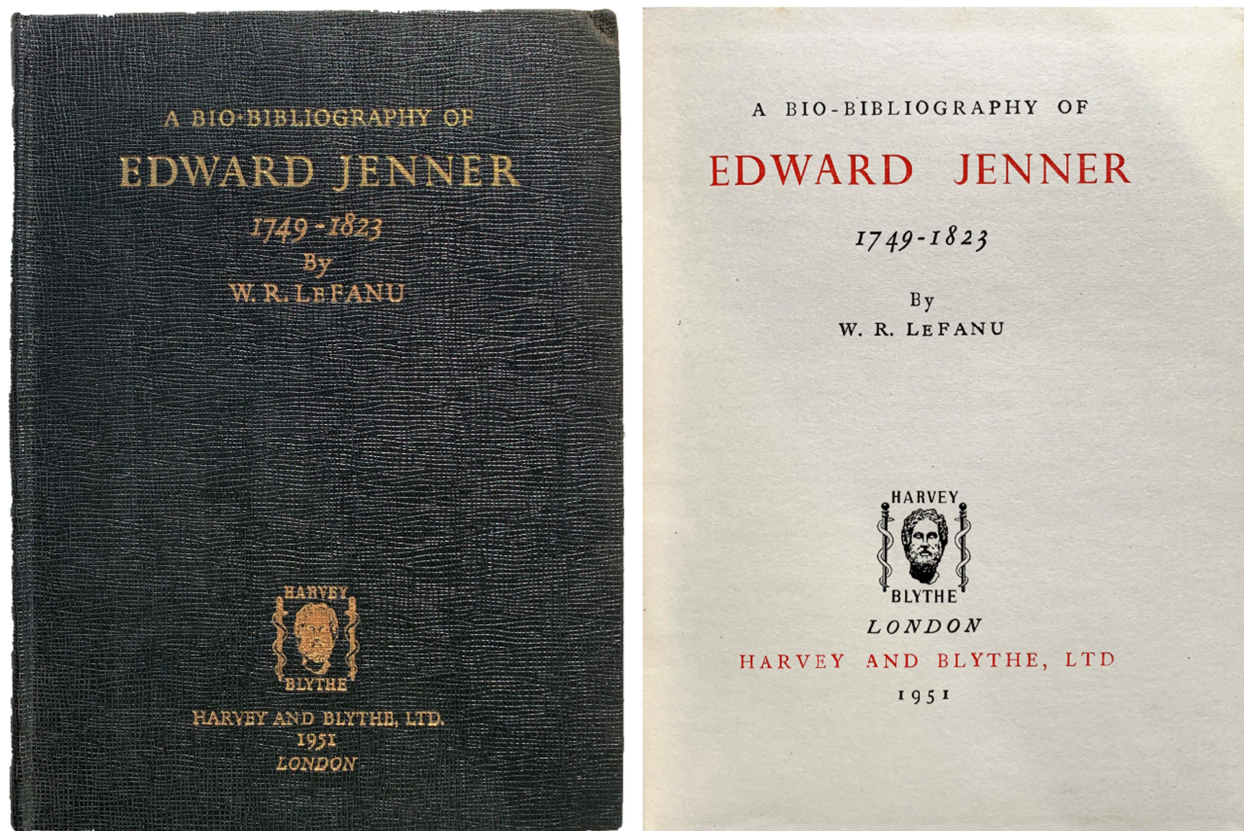 A BIO-BIBLIOGRAPHY OF
EDWARD JENNER
1749-1823
By
W. R. LEFANU
HARVEY
BLYTHE
HARVEY AND BLYTHE, LTD.
1951
LONDON
A BIO-BIBLIOGRAPHY OF
EDWARD JENNER
1749-1823
By
W. R. LEFANU
HARVEY
BLYTHE
LONDON
HARVEY AND BLYTHE, LTD
1951